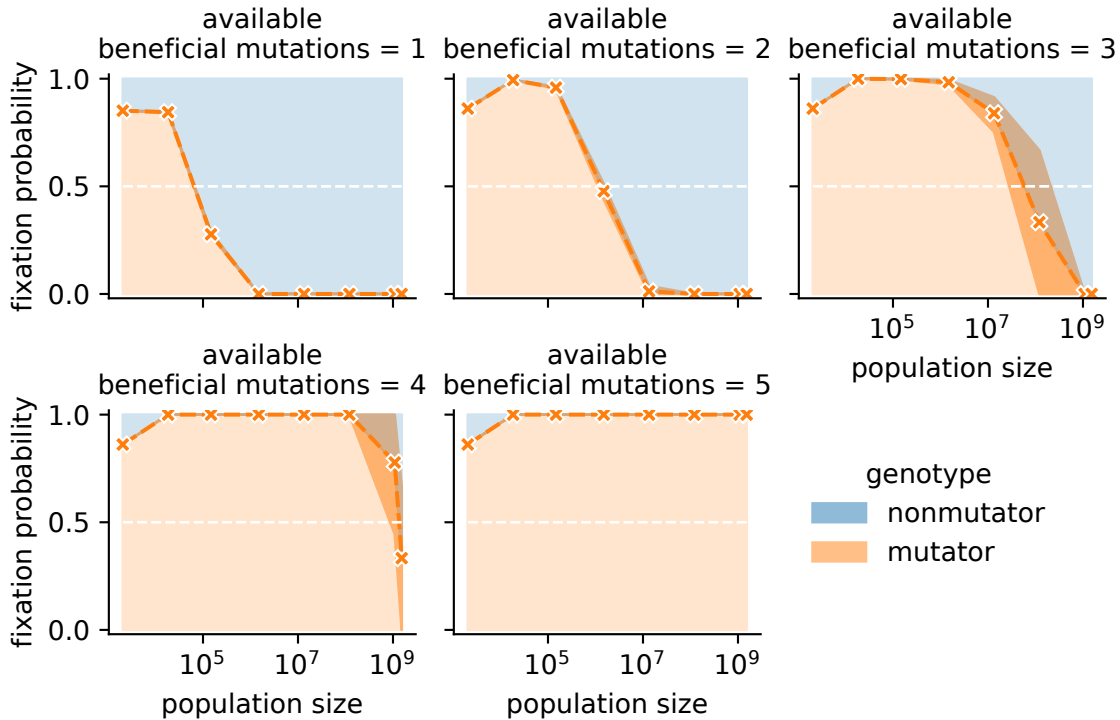 available
beneficial mutations = 1
available
beneficial mutations = 2
available
beneficial mutations = 3
fixation probability
1.0
0.5
0.0
10^5
10^7
10^9
population size
available
beneficial mutations = 4
available
beneficial mutations = 5
fixation probability
1.0
0.5
0.0
10^5
10^7
10^9
population size
10^5
10^7
10^9
population size
genotype
nonmutator
mutator